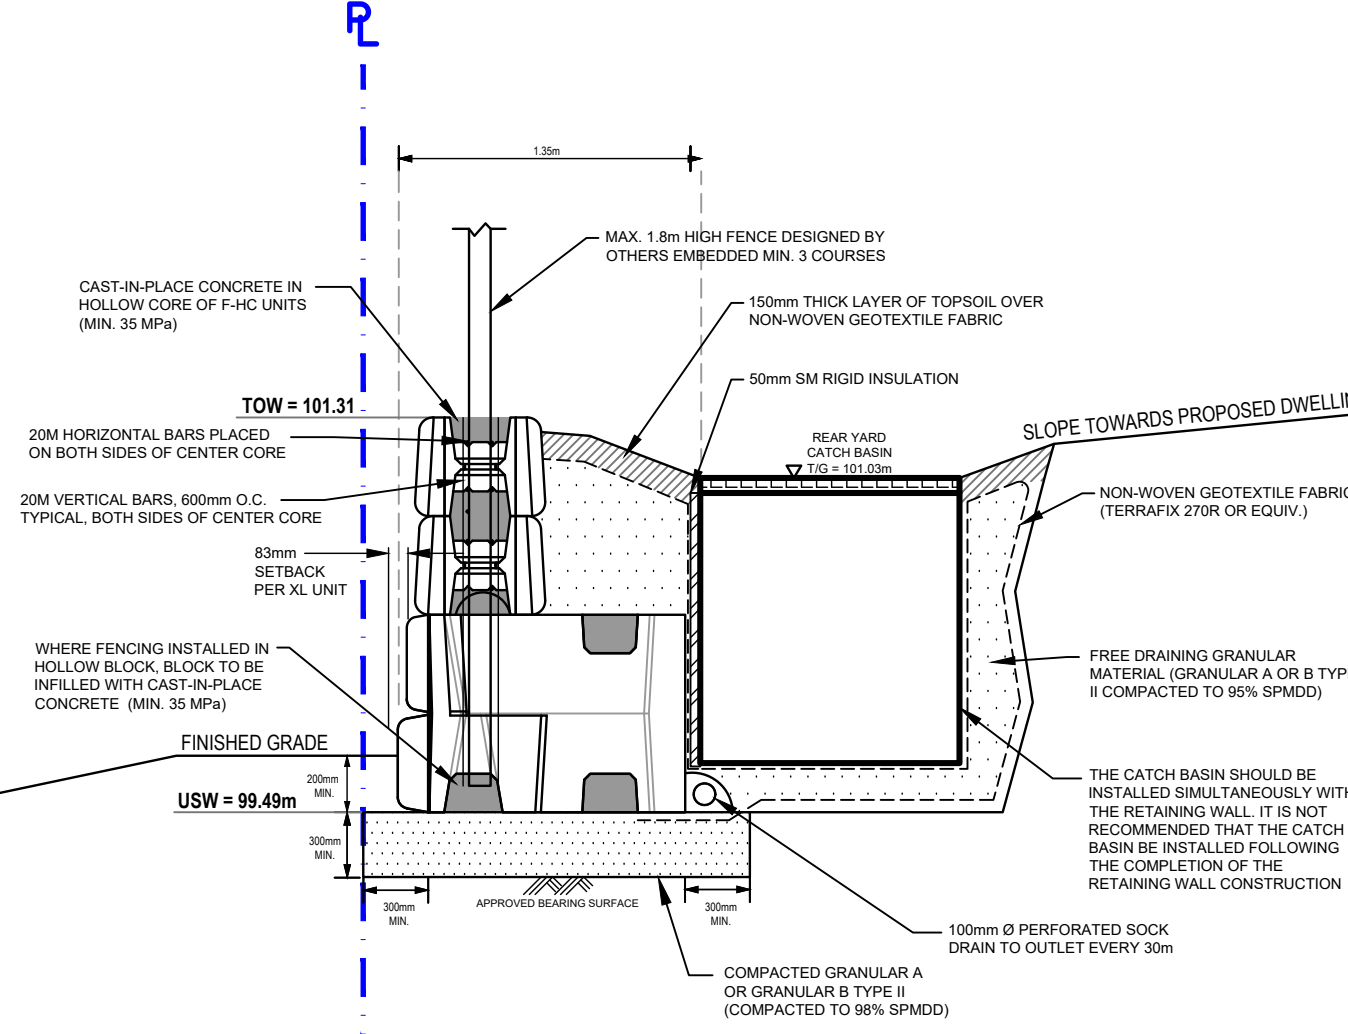 PL
1.35m
MAX. 1.8m HIGH FENCE DESIGNED BY
OTHERS EMBEDDED MIN. 3 COURSES
CAST-IN-PLACE CONCRETE IN
HOLLOW CORE OF F-HC UNITS
(MIN. 35 MPa)
150mm THICK LAYER OF TOPSOIL OVER
NON-WOVEN GEOTEXTILE FABRIC
50mm SM RIGID INSULATION
TOW = 101.31
SLOPE TOWARDS PROPOSED DWELLIN
20M HORIZONTAL BARS PLACED
ON BOTH SIDES OF CENTER CORE
REAR YARD
CATCH BASIN
T/G = 101.03m
20M VERTICAL BARS, 600mm O.C.
TYPICAL, BOTH SIDES OF CENTER CORE
NON-WOVEN GEOTEXTILE FABRIC
(TERRAFIX 270R OR EQUIV.)
83mm
SETBACK
PER XL UNIT
WHERE FENCING INSTALLED IN
HOLLOW BLOCK, BLOCK TO BE
INFILLED WITH CAST-IN-PLACE
CONCRETE (MIN. 35 MPa)
FREE DRAINING GRANULAR
MATERIAL (GRANULAR A OR B TYPE
II COMPACTED TO 95% SPMDD)
FINISHED GRADE
200mm
MIN.
USW = 99.49m
THE CATCH BASIN SHOULD BE
INSTALLED SIMULTANEOUSLY WITH
THE RETAINING WALL. IT IS NOT
RECOMMENDED THAT THE CATCH
BASIN BE INSTALLED FOLLOWING
THE COMPLETION OF THE
RETAINING WALL CONSTRUCTION
300mm
MIN.
300mm
MIN.
APPROVED BEARING SURFACE
300mm
MIN.
100mm Ø PERFORATED SOCK
DRAIN TO OUTLET EVERY 30m
COMPACTED GRANULAR A
OR GRANULAR B TYPE II
(COMPACTED TO 98% SPMDD)